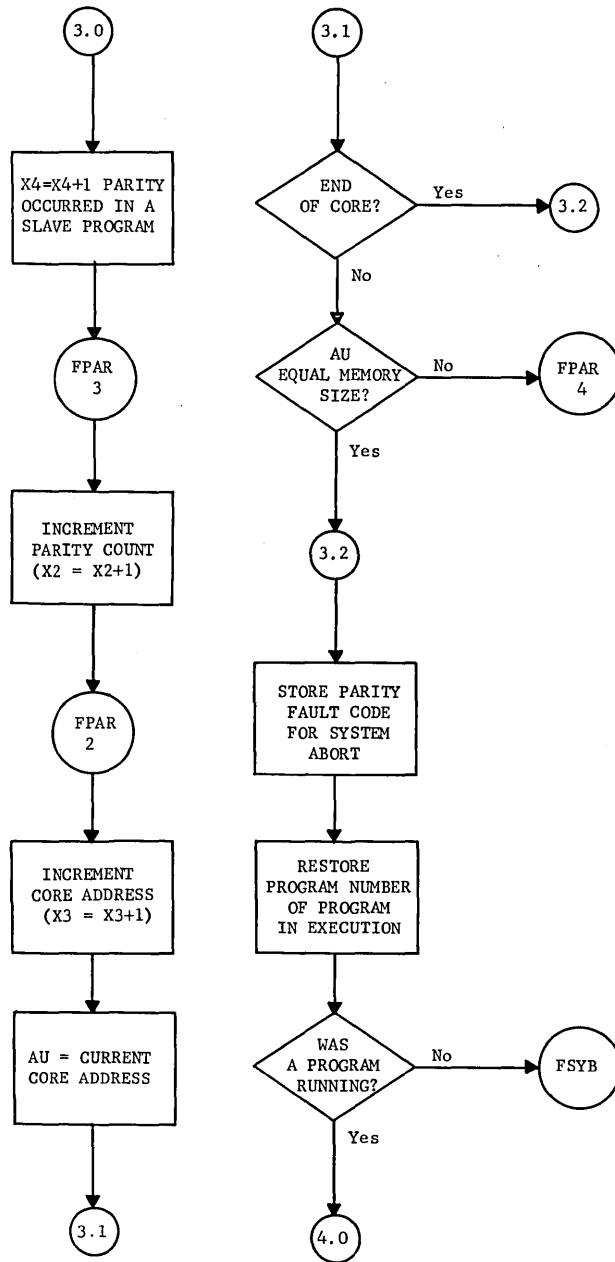 3.0
X4=X4+1 PARITY
OCCURRED IN A
SLAVE PROGRAM
FPAR
3
INCREMENT
PARITY COUNT
(X2 = X2+1)
FPAR
2
INCREMENT
CORE ADDRESS
(X3 = X3+1)
AU = CURRENT
CORE ADDRESS
3.1
3.1
END
OF CORE?
Yes
3.2
No
AU
EQUAL MEMORY
SIZE?
No
FPAR
4
Yes
3.2
STORE PARITY
FAULT CODE
FOR SYSTEM
ABORT
RESTORE
PROGRAM NUMBER
OF PROGRAM
IN EXECUTION
WAS
A PROGRAM
RUNNING?
No
FSYB
Yes
4.0